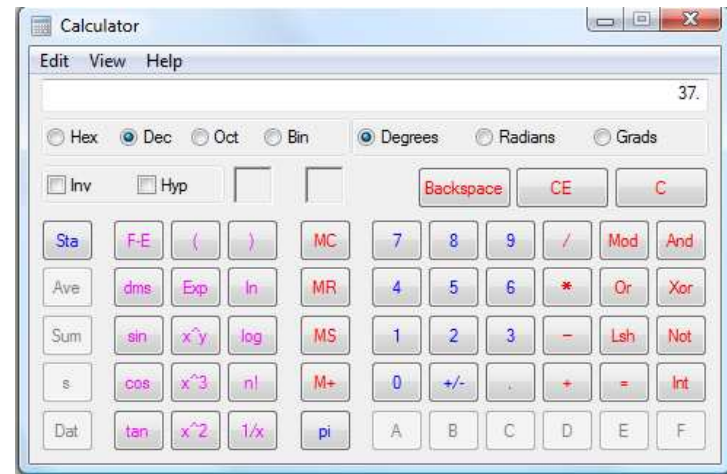 Calculator
Edit View Help
37.
Hex Dec Oct Bin Degrees Radians Grads
Inv Hyp Backspace CE C
Sta F-E ( ) MC 7 8 9 / Mod And
Ave dms Exp ln MR 4 5 6 * Or Xor
Sum sin x^y log MS 1 2 3 - Lsh Not
s cos x^3 n! M+ 0 +/- . + = Int
Dat tan x^2 1/x pi A B C D E F